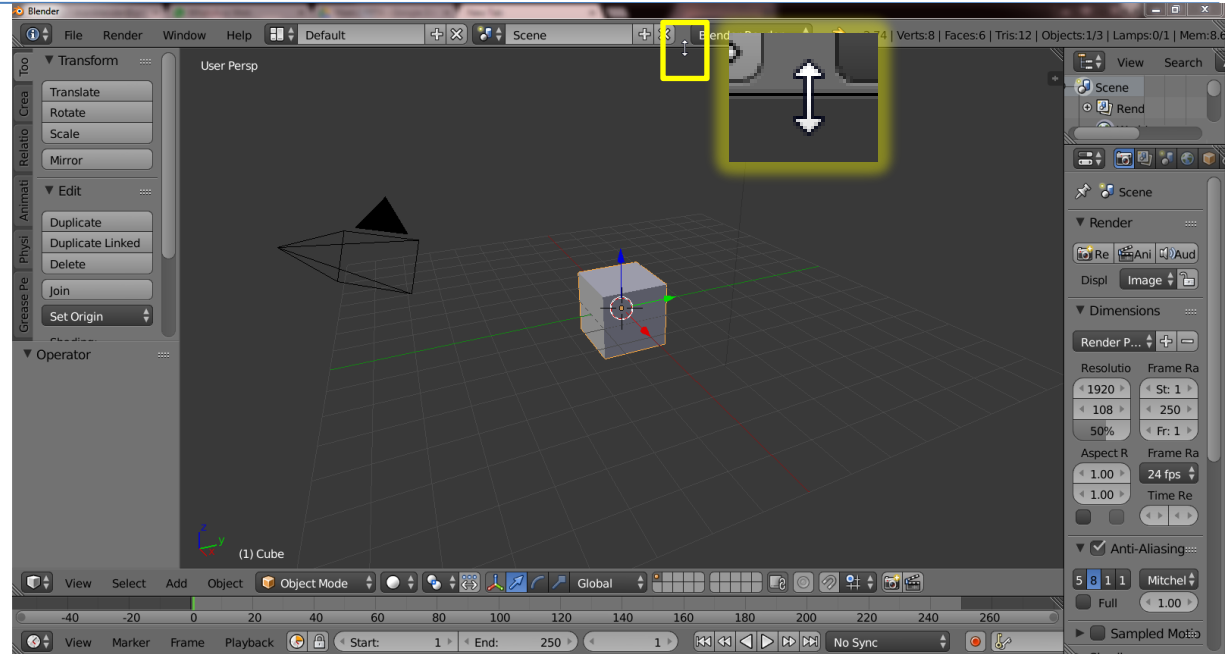 Blender
File Render Window Help Default Scene 2.74 | Verts:8 | Faces:6 | Tris:12 | Objects:1/3 | Lamps:0/1 | Mem:8.6
Too
Crea
Relatio
Animati
Physi
Grease Pe
Transform
Translate
Rotate
Scale
Mirror
Edit
Duplicate
Duplicate Linked
Delete
Join
Set Origin
Operator
User Persp
z
y
(1) Cube
View Search
Scene
Rend
Scene
Render
Re Ani Aud
Displ Image
Dimensions
Render P...
Resolutio Frame Ra
1920 St: 1
108 250
50% Fr: 1
Aspect R Frame Ra
1.00 24 fps
1.00 Time Re
Anti-Aliasing
5 8 1 1 Mitchel
Full 1.00
Sampled Motio
View Select Add Object Object Mode Global
-40 -20 0 20 40 60 80 100 120 140 160 180 200 220 240 260
View Marker Frame Playback Start: 1 End: 250 1 No Sync